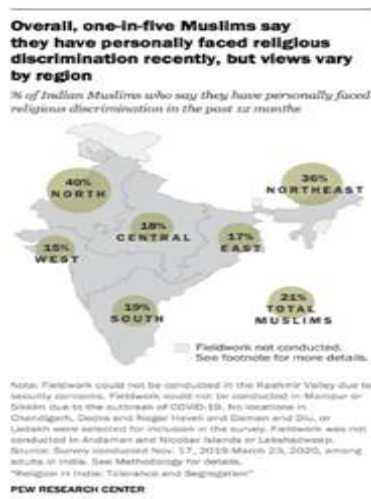 Overall, one-in-five Muslims say
they have personally faced religious
discrimination recently, but views vary
by region
% of Indian Muslims who say they have personally faced
religious discrimination in the past 12 months
40%
NORTH
36%
NORTHEAST
18%
CENTRAL
17%
EAST
15%
WEST
19%
SOUTH
21%
TOTAL
MUSLIMS
Fieldwork not conducted.
See footnote for more details.
Note: Fieldwork could not be conducted in the Kashmir Valley due to
security concerns. Fieldwork could not be conducted in Manipur or
Sikkim due to the outbreak of COVID-19. No locations in
Chandigarh, Dadra and Nagar Haveli and Daman and Diu, or
Ladakh were selected for inclusion in the survey. Fieldwork was not
conducted in Andaman and Nicobar Islands or Lakshadweep.
Source: Survey conducted Nov. 17, 2019-March 23, 2020, among
adults in India. See Methodology for details.
"Religion in India: Tolerance and Segregation"
PEW RESEARCH CENTER